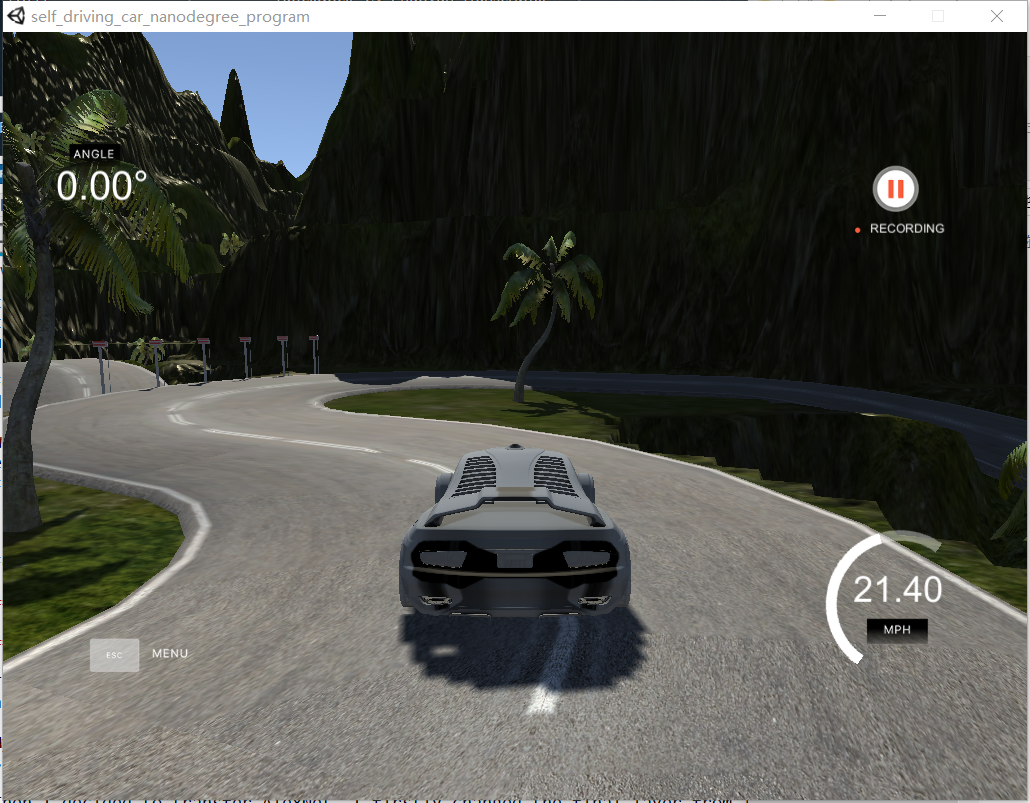 self_driving_car_nanodegree_program
ANGLE
0.00°
RECORDING
21.40
MPH
ESC
MENU